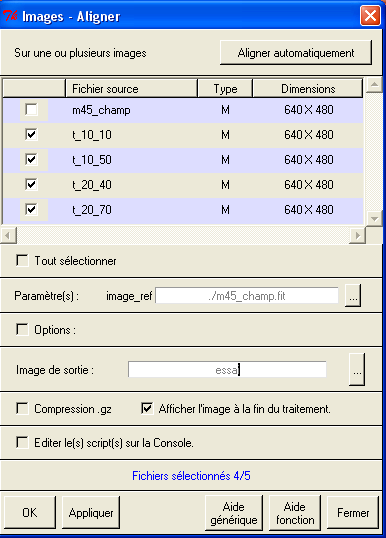 Images - Aligner
Sur une ou plusieurs images
Aligner automatiquement
Fichier source Type Dimensions
m45_champ M 640 X 480
t_10_10 M 640 X 480
t_10_50 M 640 X 480
t_20_40 M 640 X 480
t_20_70 M 640 X 480
Tout sélectionner
Paramètre(s) : image_ref ./m45_champ.fit ...
Options :
Image de sortie : essai ...
Compression .gz Afficher l'image à la fin du traitement.
Editer le(s) script(s) sur la Console.
Fichiers sélectionnés 4/5
OK Appliquer Aide générique Aide fonction Fermer